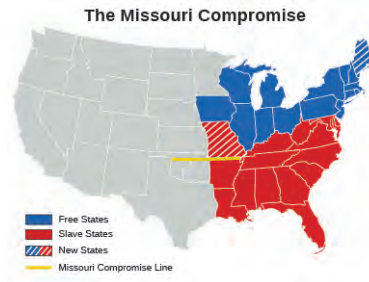 The Missouri Compromise
Free States
Slave States
New States
Missouri Compromise Line